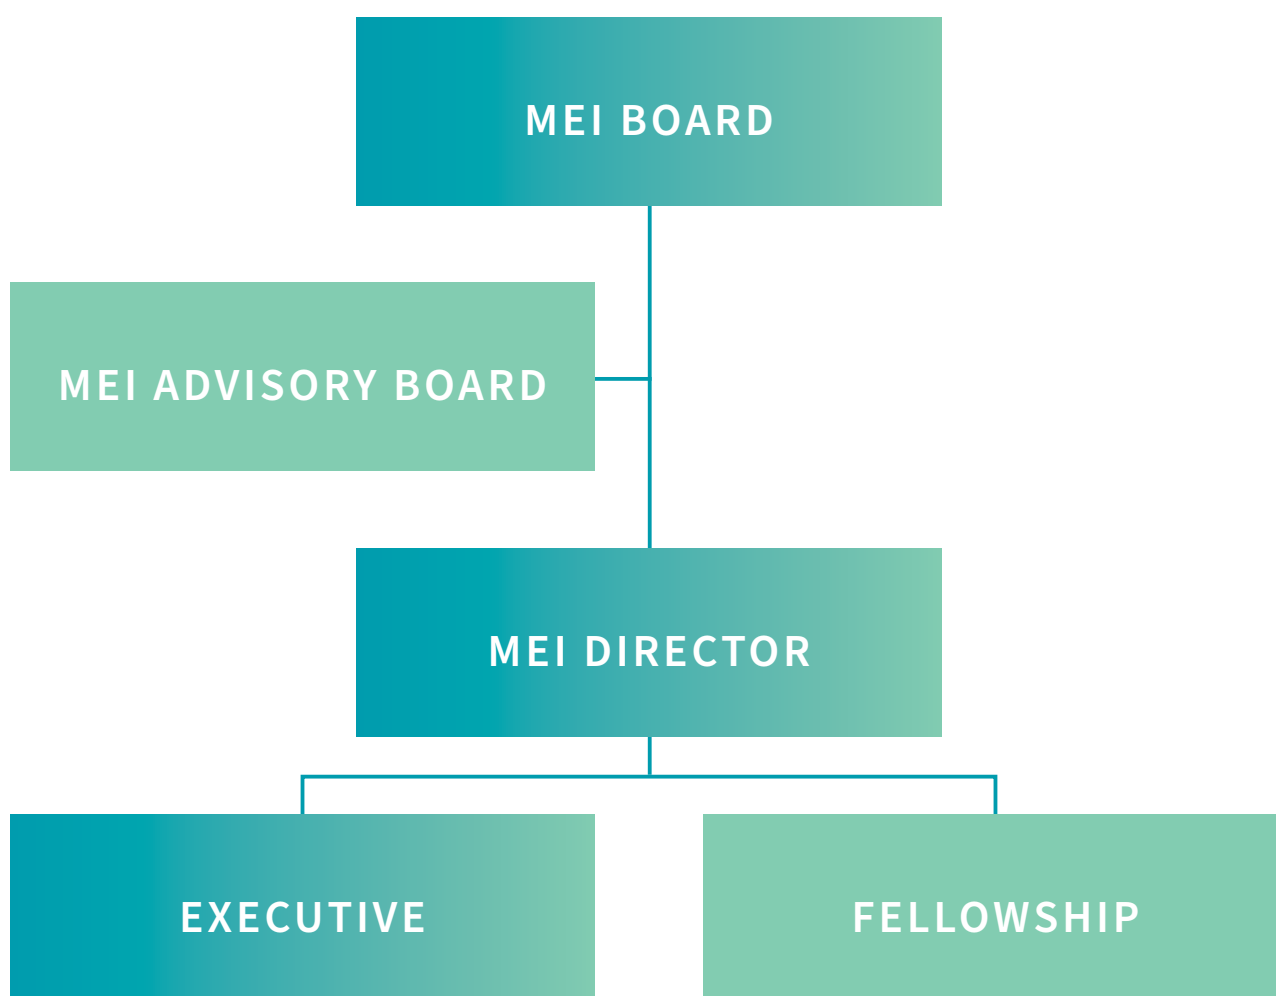 MEI BOARD
MEI ADVISORY BOARD
MEI DIRECTOR
EXECUTIVE
FELLOWSHIP